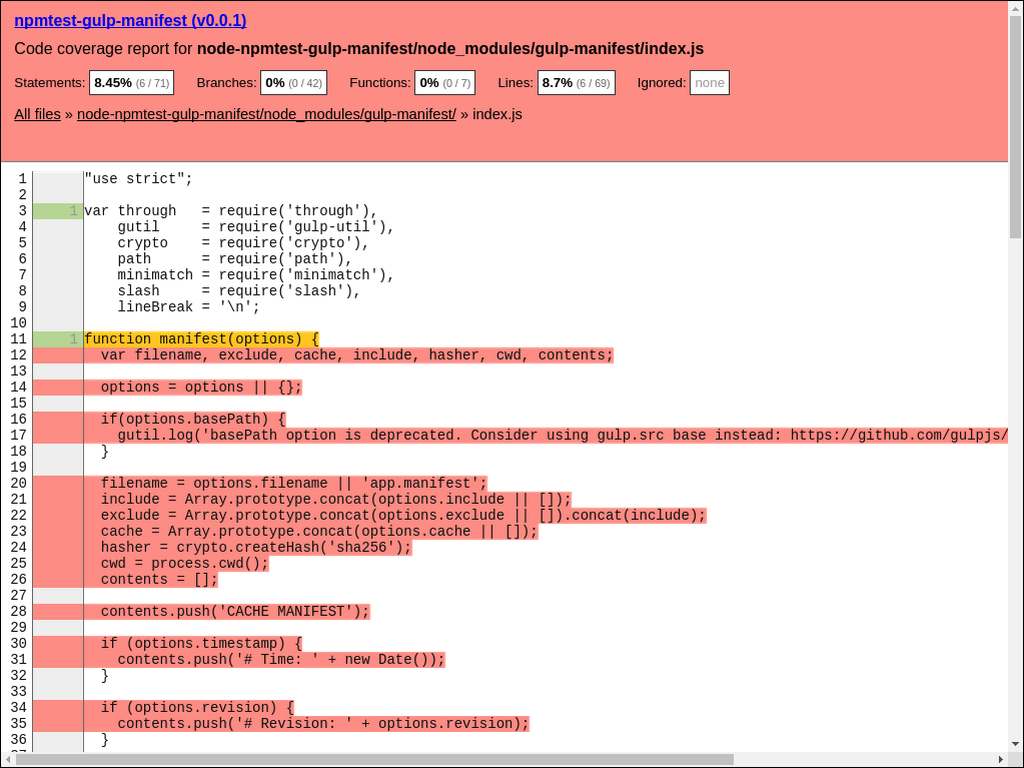 npmtest-gulp-manifest (v0.0.1)
Code coverage report for node-npmtest-gulp-manifest/node_modules/gulp-manifest/index.js
Statements: 8.45% (6 / 71) Branches: 0% (0 / 42) Functions: 0% (0 / 7) Lines: 8.7% (6 / 69) Ignored: none
All files » node-npmtest-gulp-manifest/node_modules/gulp-manifest/ » index.js
1 "use strict";
2
3 1 var through   = require('through'),
4     gutil     = require('gulp-util'),
5     crypto    = require('crypto'),
6     path      = require('path'),
7     minimatch = require('minimatch'),
8     slash     = require('slash'),
9     lineBreak = '\n';
10
11 1 function manifest(options) {
12   var filename, exclude, cache, include, hasher, cwd, contents;
13
14   options = options || {};
15
16   if(options.basePath) {
17     gutil.log('basePath option is deprecated. Consider using gulp.src base instead: https://github.com/gulpjs/
18   }
19
20   filename = options.filename || 'app.manifest';
21   include = Array.prototype.concat(options.include || []);
22   exclude = Array.prototype.concat(options.exclude || []).concat(include);
23   cache = Array.prototype.concat(options.cache || []);
24   hasher = crypto.createHash('sha256');
25   cwd = process.cwd();
26   contents = [];
27
28   contents.push('CACHE MANIFEST');
29
30   if (options.timestamp) {
31     contents.push('# Time: ' + new Date());
32   }
33
34   if (options.revision) {
35     contents.push('# Revision: ' + options.revision);
36   }